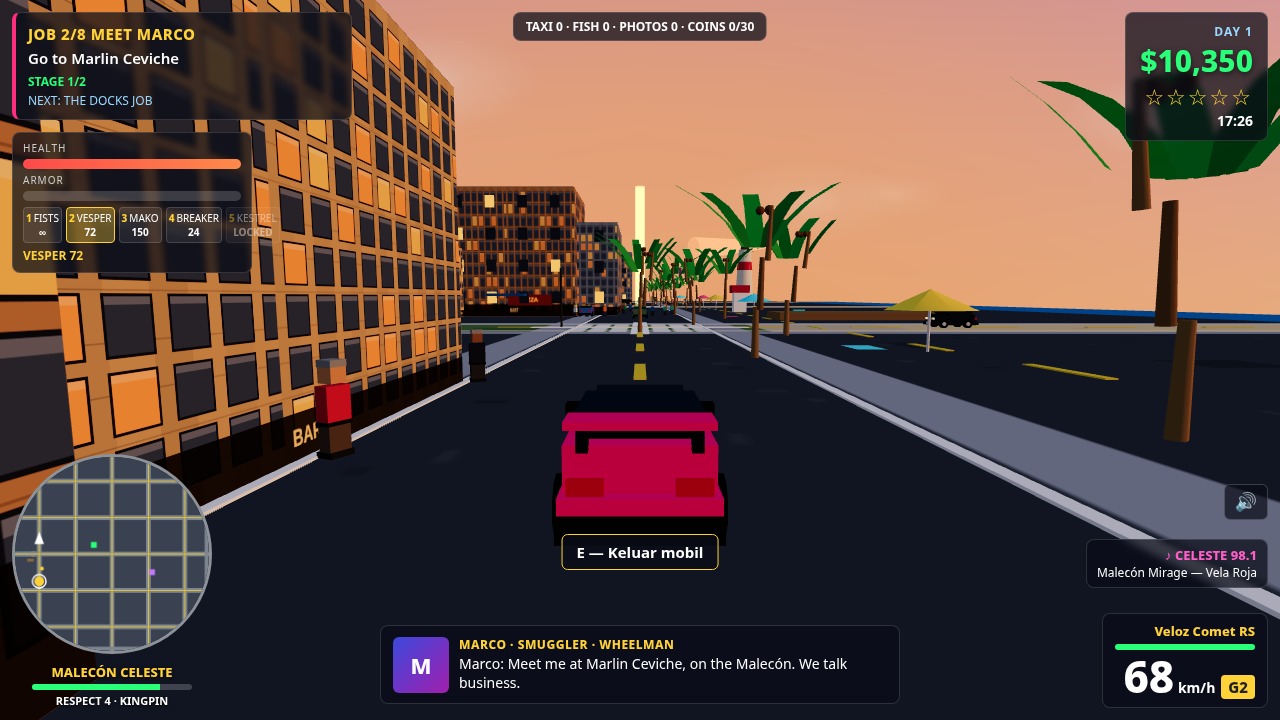 JOB 2/8 MEET MARCO
Go to Marlin Ceviche
STAGE 1/2
NEXT: THE DOCKS JOB
TAXI 0 · FISH 0 · PHOTOS 0 · COINS 0/30
DAY 1
$10,350
☆☆☆☆☆
17:26
HEALTH
ARMOR
1 FISTS 2 VESPER 3 MAKO 4 BREAKER 5 KESTREL
∞ 72 150 24 LOCKED
VESPER 72
BAR
E — Keluar mobil
♪ CELESTE 98.1
Malecón Mirage — Vela Roja
MALECÓN CELESTE
RESPECT 4 · KINGPIN
M
MARCO · SMUGGLER · WHEELMAN
Marco: Meet me at Marlin Ceviche, on the Malecón. We talk
business.
Veloz Comet RS
68 km/h G2